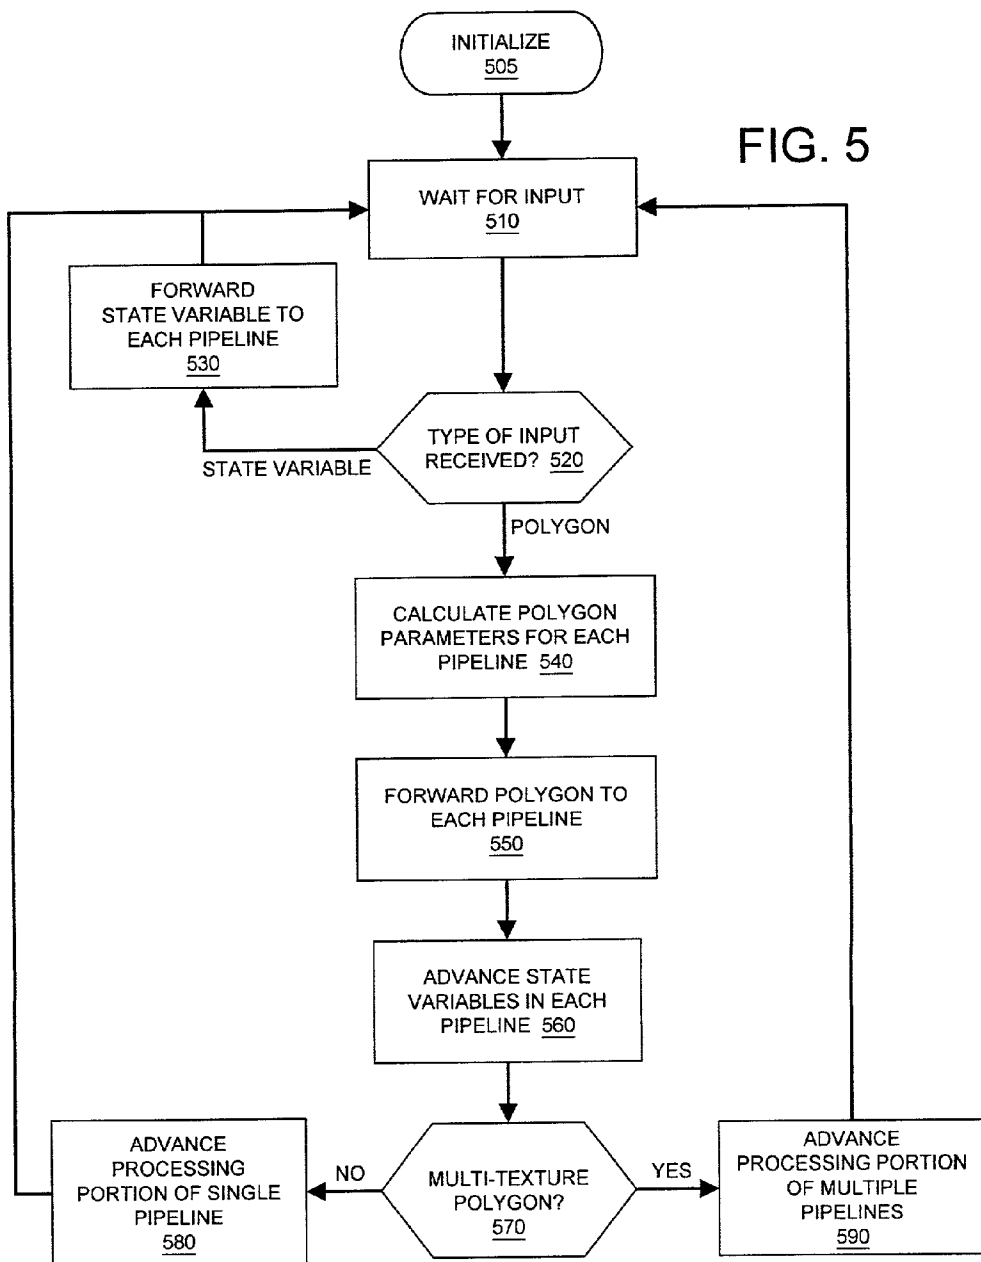 INITIALIZE
505
FIG. 5
WAIT FOR INPUT
510
FORWARD
STATE VARIABLE TO
EACH PIPELINE
530
TYPE OF INPUT
RECEIVED? 520
STATE VARIABLE
POLYGON
CALCULATE POLYGON
PARAMETERS FOR EACH
PIPELINE 540
FORWARD POLYGON TO
EACH PIPELINE
550
ADVANCE STATE
VARIABLES IN EACH
PIPELINE 560
ADVANCE
PROCESSING
PORTION OF SINGLE
PIPELINE
580
NO
MULTI-TEXTURE
POLYGON?
570
YES
ADVANCE
PROCESSING PORTION
OF MULTIPLE
PIPELINES 590